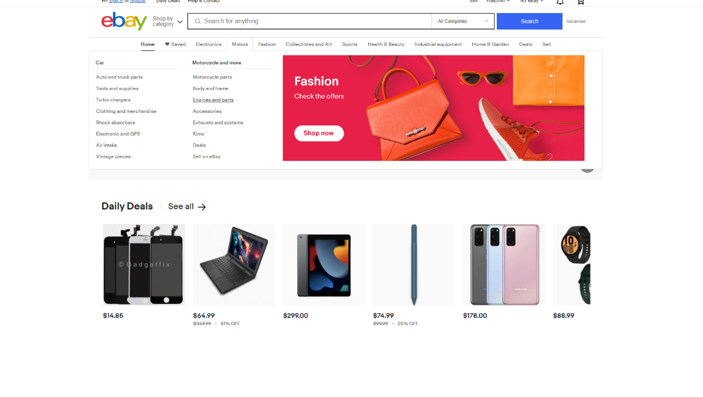 Daily Deals
Help & Contact
Sell
ebay
Shop by
category
Search for anything
All Categories
Search
Advanced
Home
Saved
Electronics
Motors
Fashion
Collectibles and Art
Sports
Health & Beauty
Industrial equipment
Home & Garden
Deals
Sell
Car
Auto and truck parts
Tools and supplies
Turbo chargers
Clothing and merchandise
Shock absorbers
Electronic and GPS
Air intake
Vintage pieces
Motorcycle and more
Motorcycle parts
Body and frame
Engines and parts
Accessories
Exhausts and systems
Rims
Deals
Sell on eBay
Fashion
Check the offers
Shop now
Daily Deals
See all
© Gadgatfix
$14.85
$64.99
$349.99 • 81% OFF
$299.00
$74.99
$99.99 • 25% OFF
$178.00
$88.99